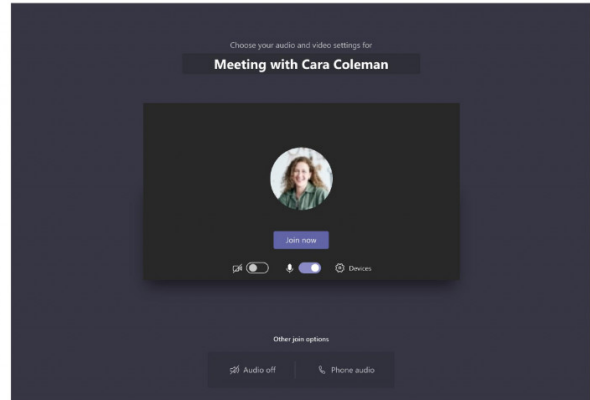 Choose your audio and video settings for
Meeting with Cara Coleman
Join now
Devices
Other join options
Audio off
Phone audio